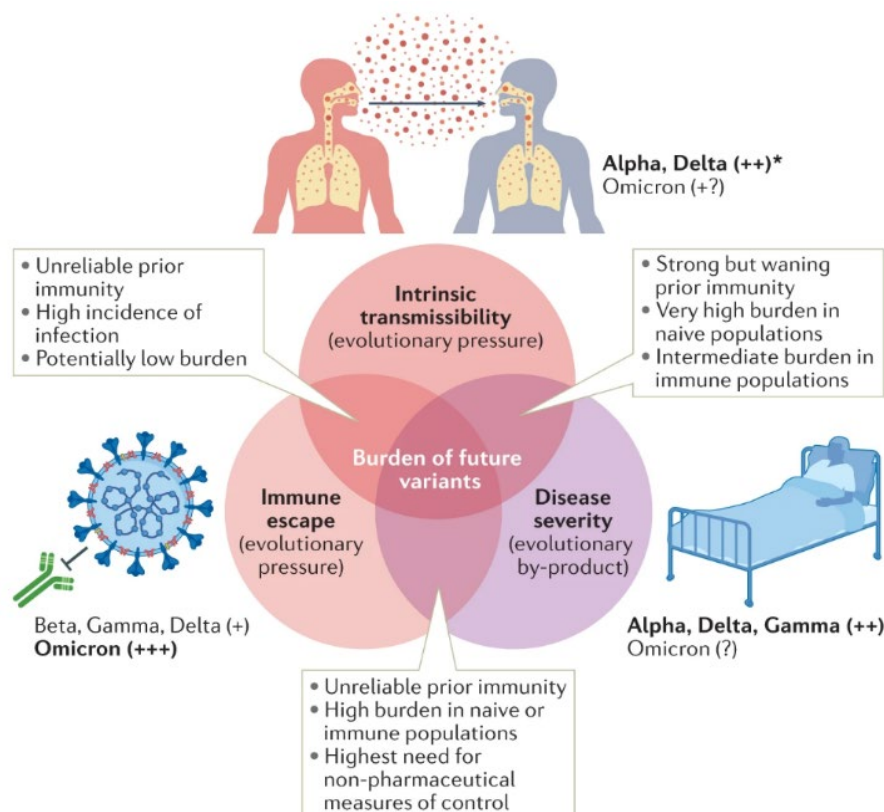 Alpha, Delta (++)*
Omicron (+?)
• Unreliable prior
immunity
• High incidence of
infection
• Potentially low burden
Intrinsic
transmissibility
(evolutionary pressure)
• Strong but waning
prior immunity
• Very high burden in
naive populations
• Intermediate burden in
immune populations
Burden of future
variants
Immune
escape
(evolutionary
pressure)
Disease
severity
(evolutionary
by-product)
Beta, Gamma, Delta (+)
Omicron (+++)
Alpha, Delta, Gamma (++)
Omicron (?)
• Unreliable prior immunity
• High burden in naive or
immune populations
• Highest need for
non-pharmaceutical
measures of control